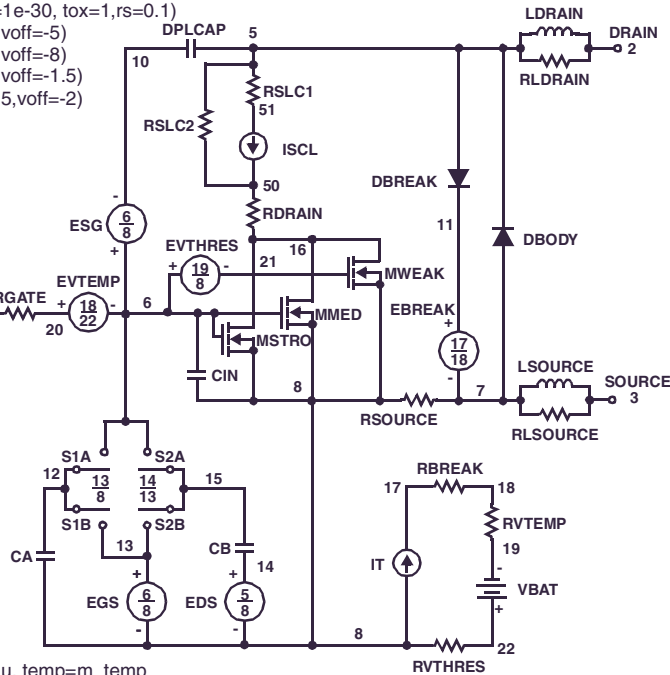 =1e-30, tox=1,rs=0.1)
voff=-5)
voff=-8)
voff=-1.5)
5,voff=-2)
DPLCAP
5
10
LDRAIN
DRAIN
2
RLDRAIN
RSLC1
51
RSLC2
ISCL
50
RDRAIN
DBREAK
11
DBODY
-
ESG
6
8
+
EVTHRES
+
19
8
-
21
16
MWEAK
RGATE
20
EVTEMP
+
18
22
-
6
MMED
MSTRO
EBREAK
+
17
18
-
CIN
8
RSOURCE
7
LSOURCE
SOURCE
3
RLSOURCE
S1A
S2A
12
13
8
14
13
15
S1B
S2B
13
CA
CB
14
+
EGS
6
8
-
+
EDS
5
8
-
RBREAK
17
18
RVTEMP
19
IT
-
VBAT
+
8
22
RVTHRES
u temp=m temp